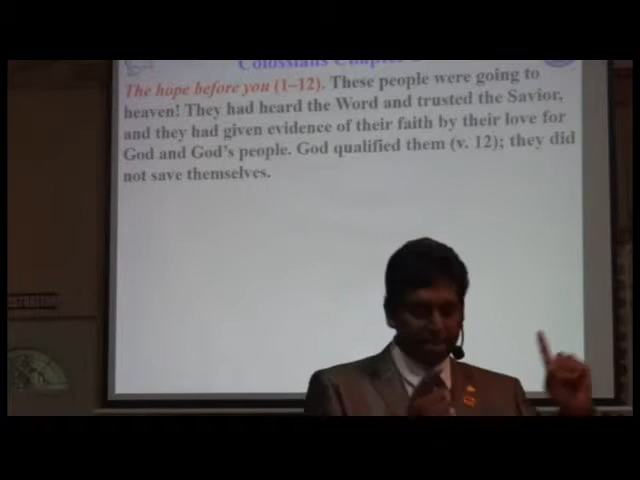 Colossians Chapter
The hope before you (1–12). These people were going to
heaven! They had heard the Word and trusted the Savior,
and they had given evidence of their faith by their love for
God and God's people. God qualified them (v. 12); they did
not save themselves.